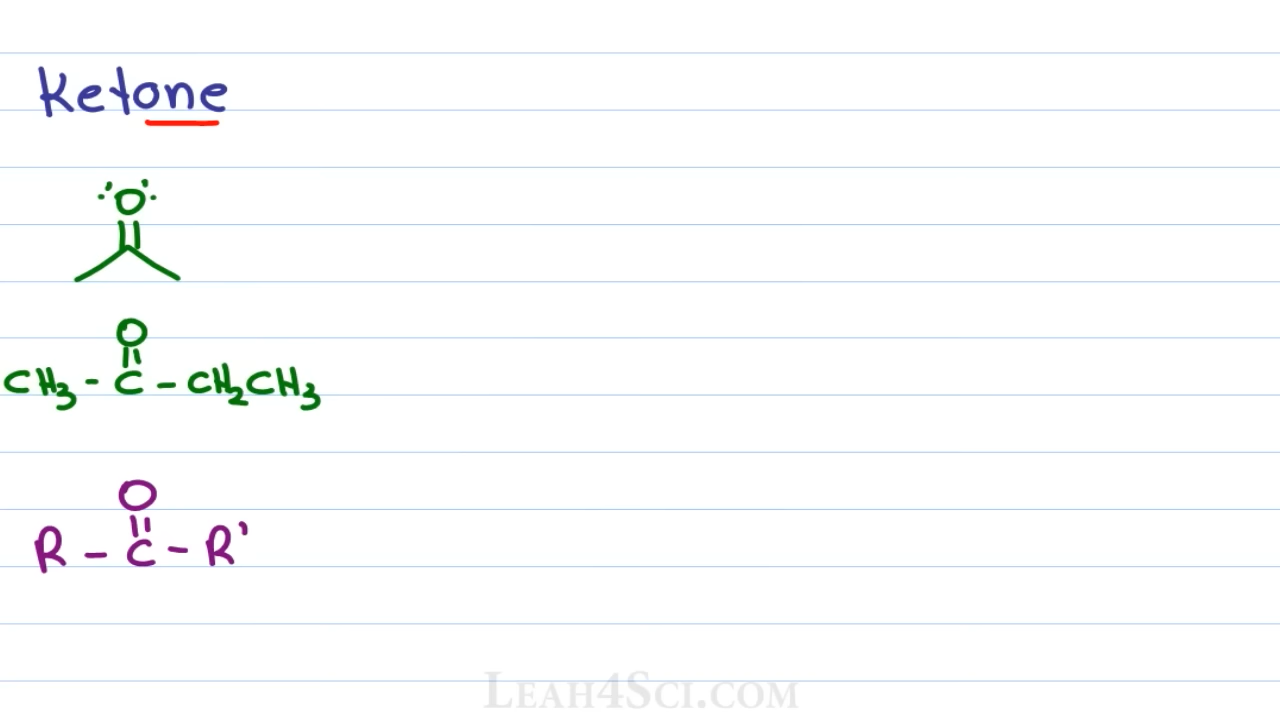 Ketone
:O:
O
CH3 - C - CH2CH3
O
R - C - R'
LEAH4SCI.COM